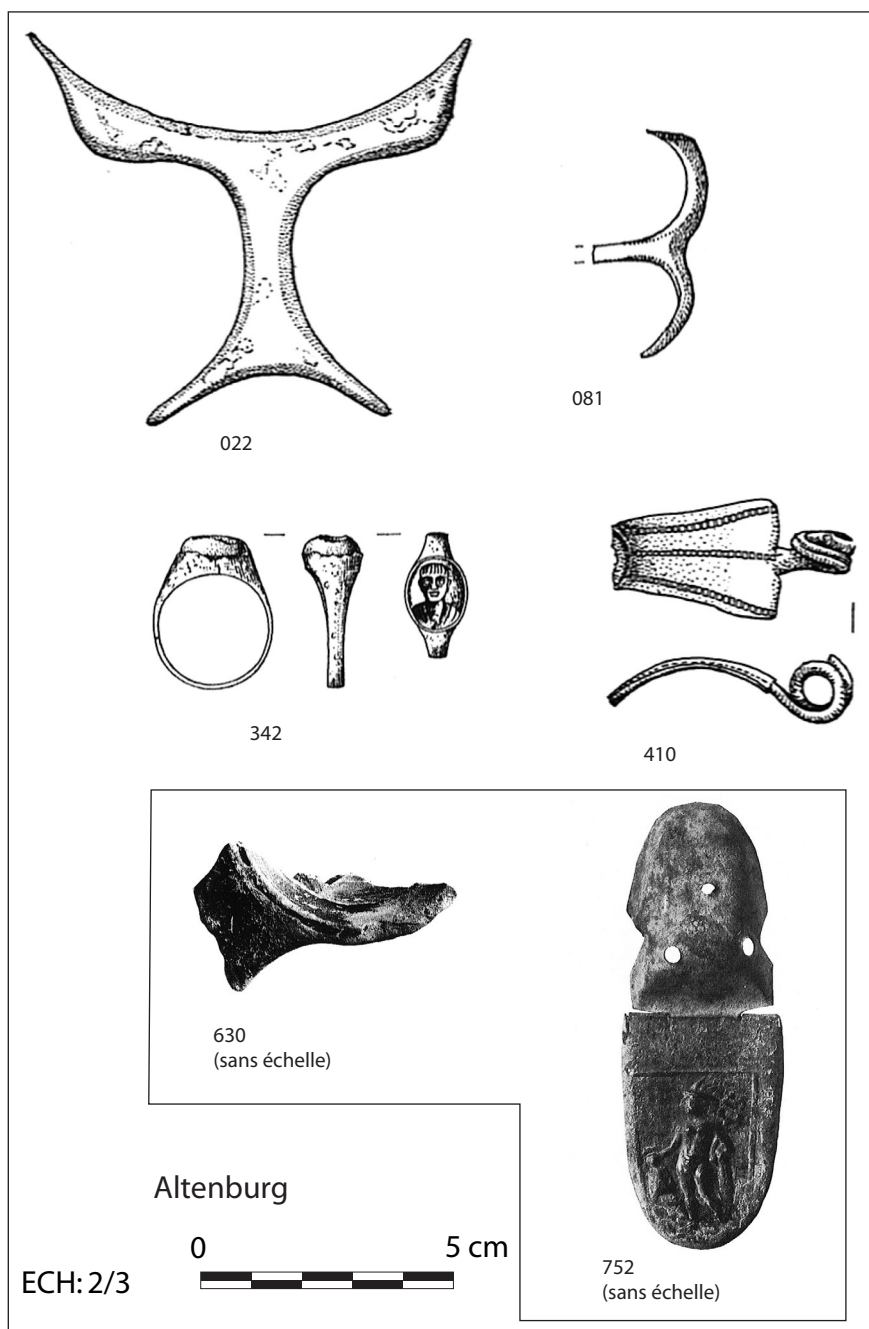 022
081
342
410
630
(sans échelle)
752
(sans échelle)
Altenburg
0 5 cm
ECH: 2/3